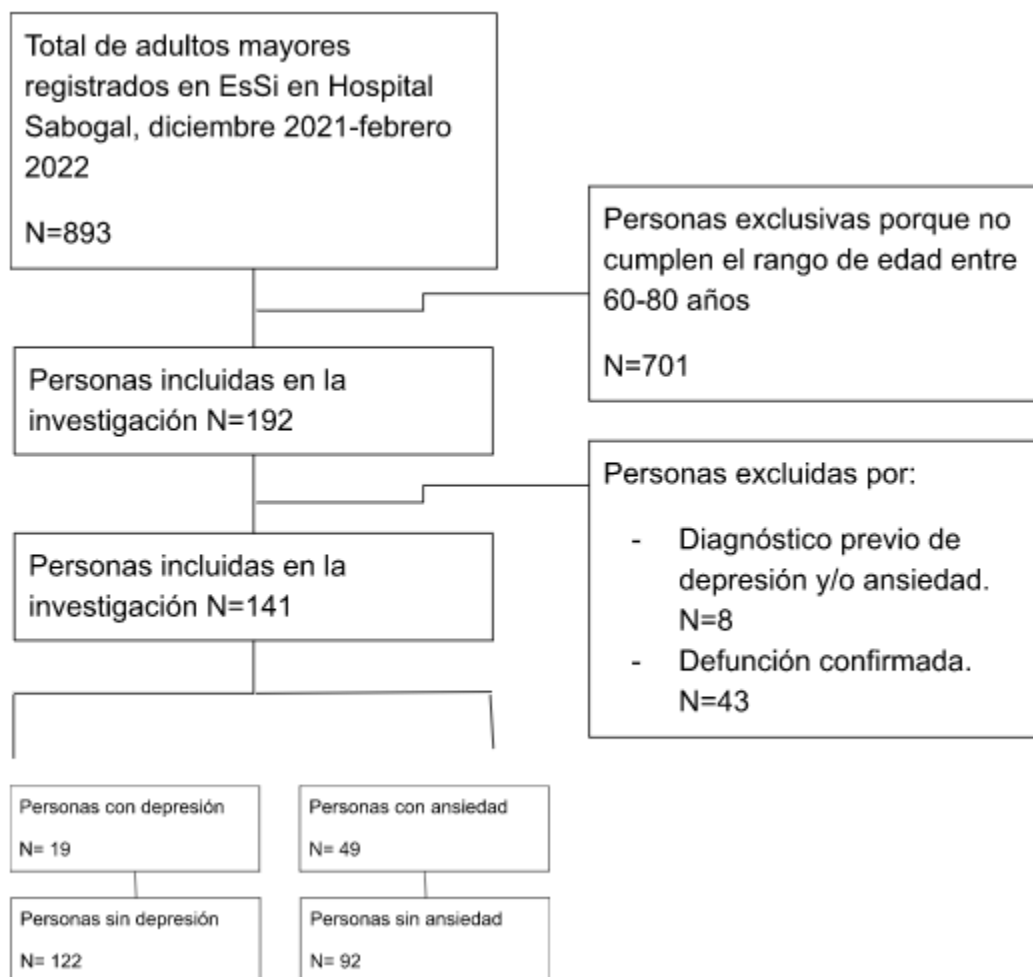 Total de adultos mayores
registrados en EsSi en Hospital
Sabogal, diciembre 2021-febrero
2022
N=893
Personas exclusivas porque no
cumplen el rango de edad entre
60-80 años
N=701
Personas incluidas en la
investigación N=192
Personas excluidas por:
- Diagnóstico previo de
depresión y/o ansiedad.
N=8
- Defunción confirmada.
N=43
Personas incluidas en la
investigación N=141
Personas con depresión
N= 19
Personas con ansiedad
N= 49
Personas sin depresión
N= 122
Personas sin ansiedad
N= 92